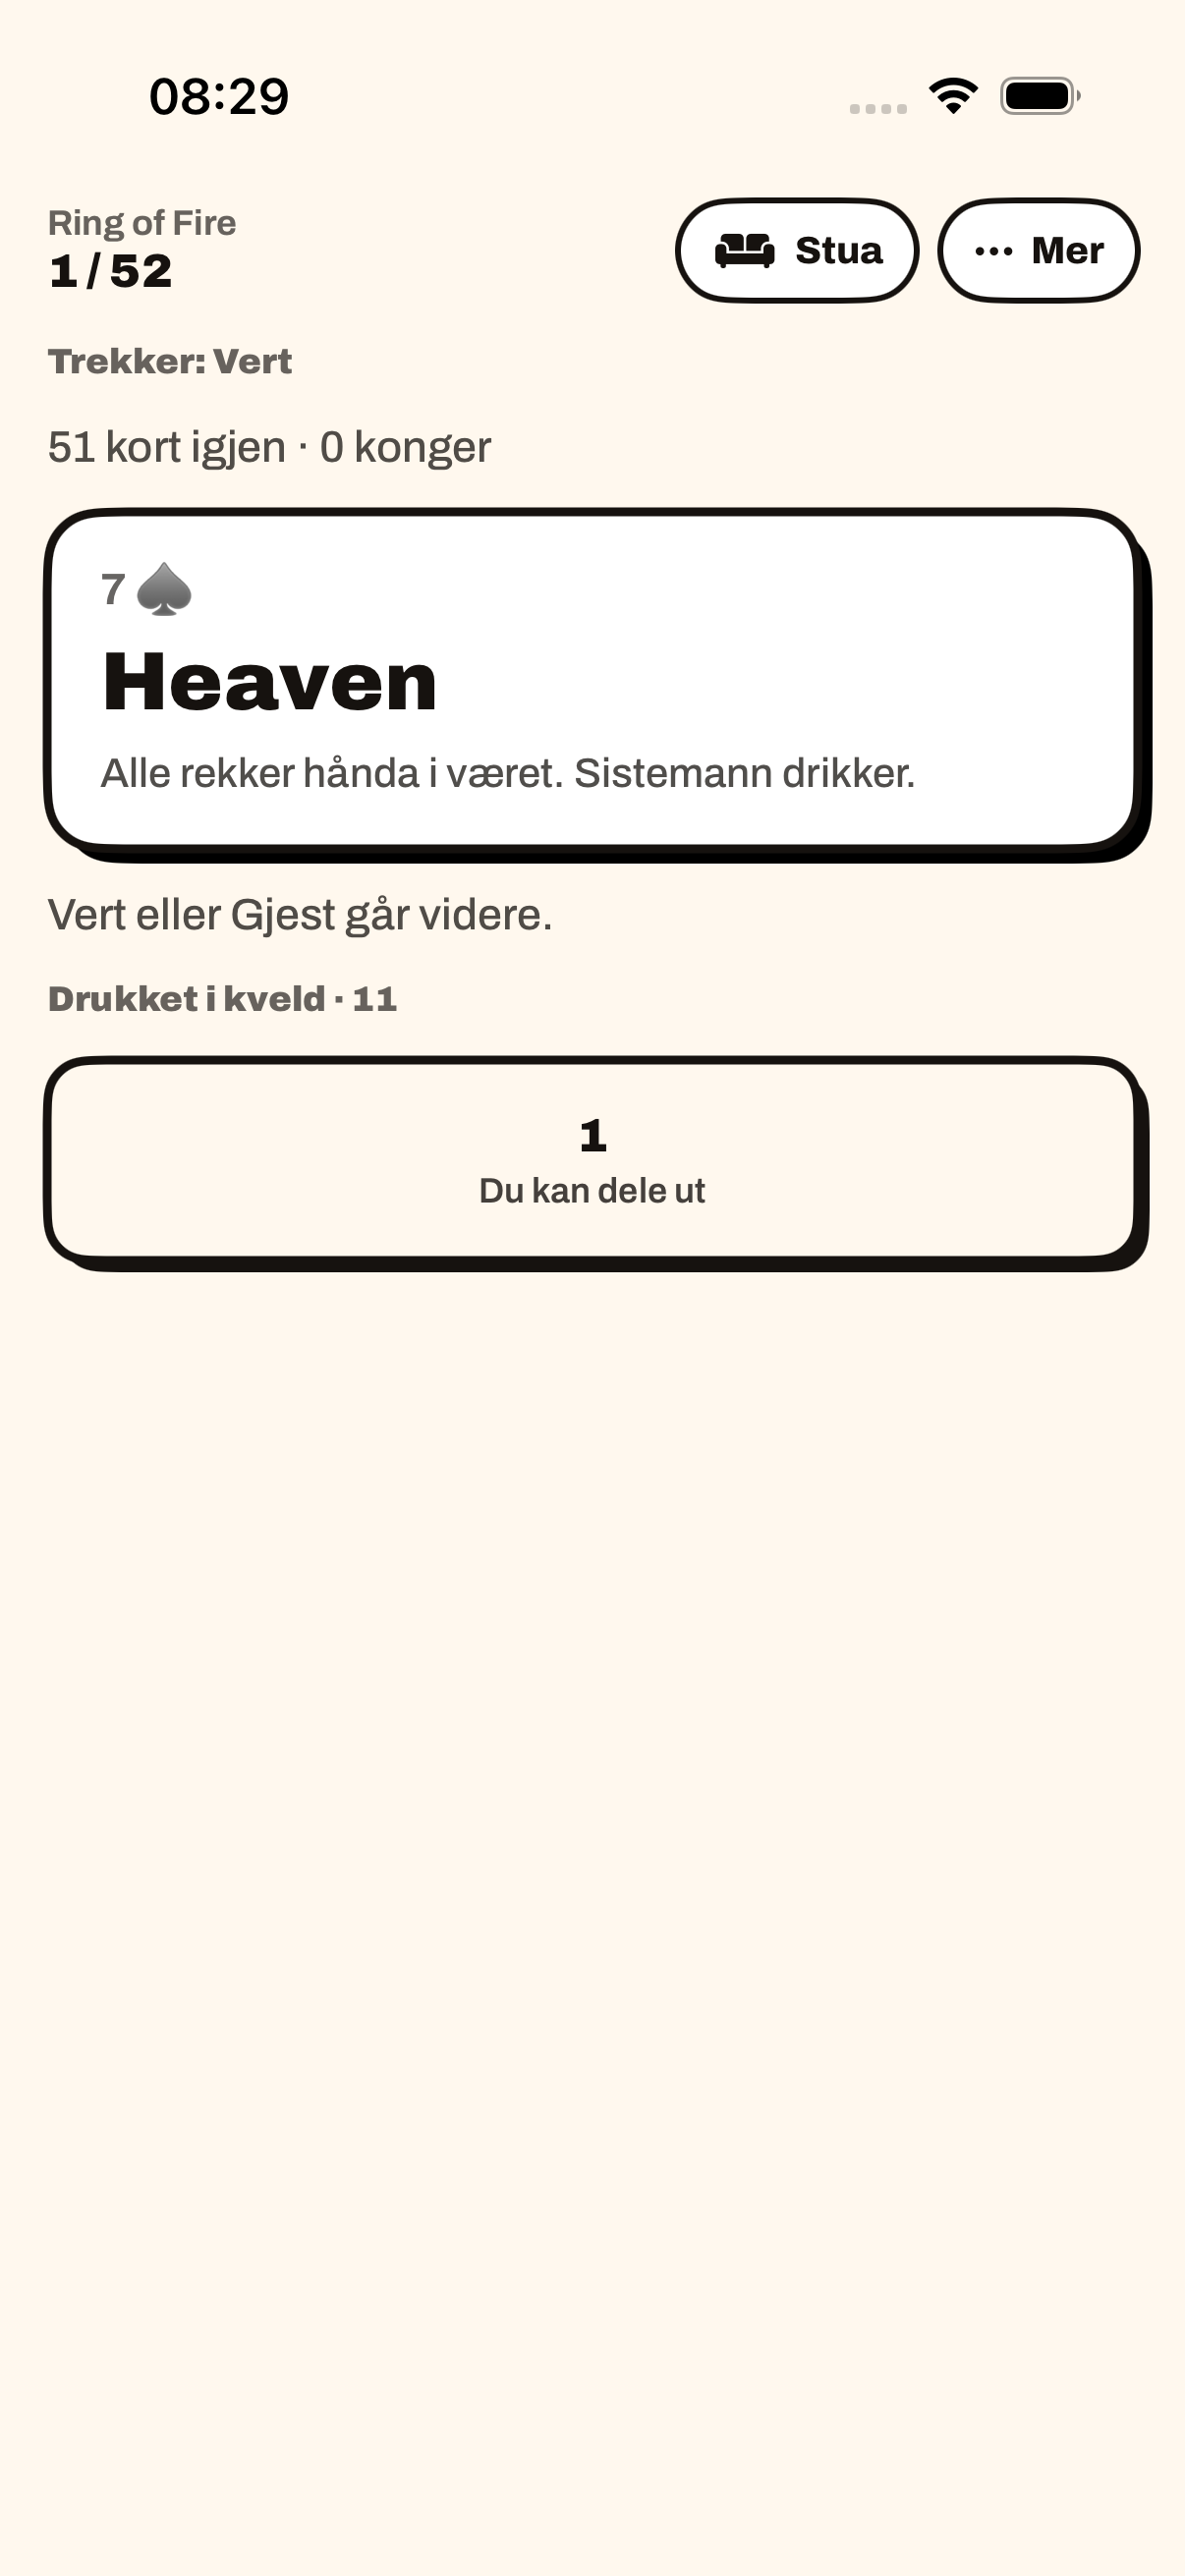 08:29
Ring of Fire
1/52
Stua
Mer
Trekker: Vert
51 kort igjen · 0 konger
7♠
Heaven
Alle rekker hånda i været. Sistemann drikker.
Vert eller Gjest går videre.
Drukket i kveld · 11
1
Du kan dele ut